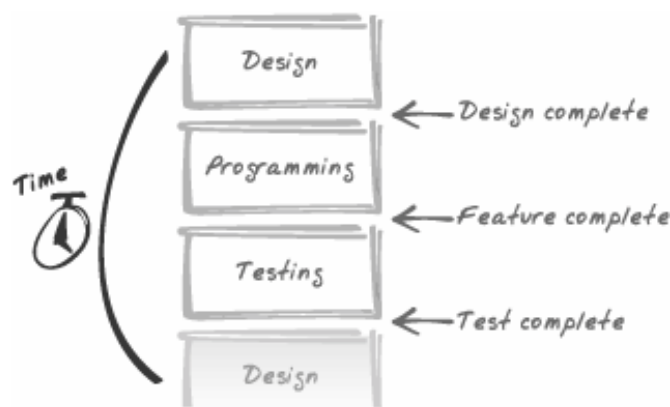 Design
Design complete
Programming
Time
Feature complete
Testing
Test complete
Design